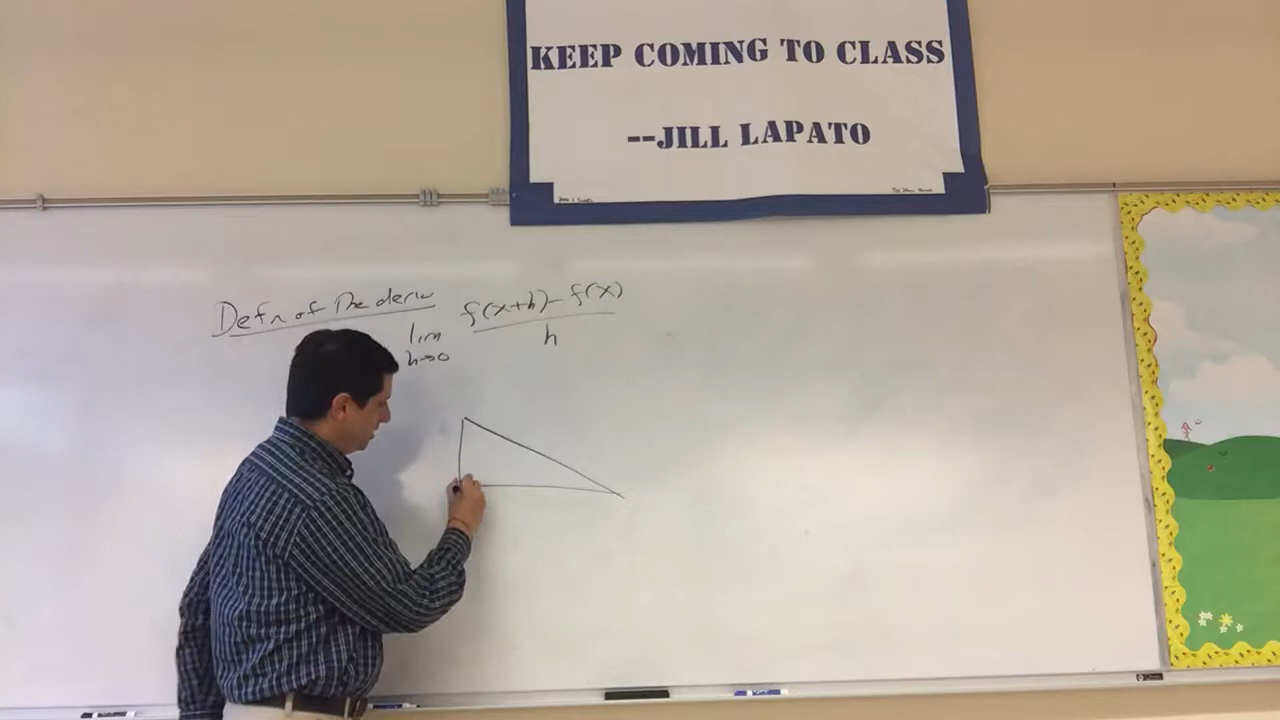 KEEP COMING TO CLASS
--JILL LAPATO
Defn of The deriv
lim f(x+h) - f(x)
h→0 h